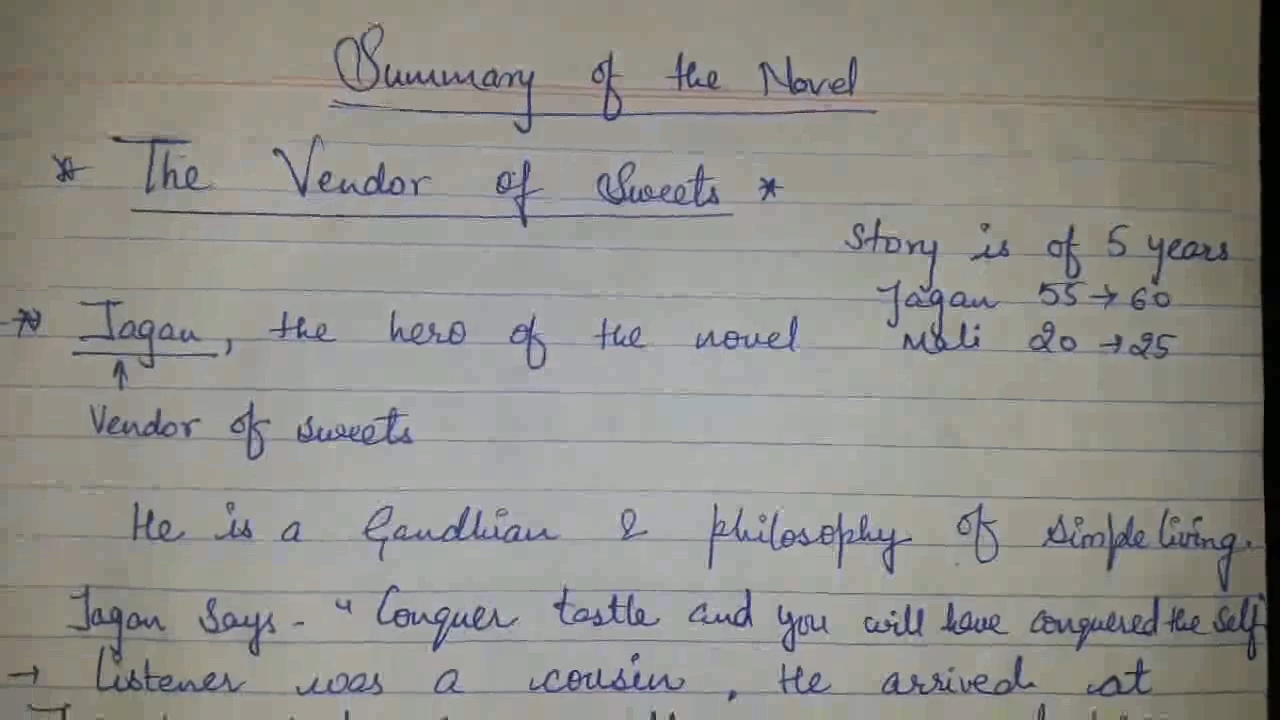 Summary of the Novel
* The Vendor of Sweets *
Story is of 5 years
Jagan 55 → 60
Mali 20 → 25
Jagan, the hero of the novel
↑
Vendor of sweets
He is a Gandhian & philosophy of simple living.
Jagan Says - " Conquer tastle and you will have conquered the self
→ Listener was a cousin, He arrived at